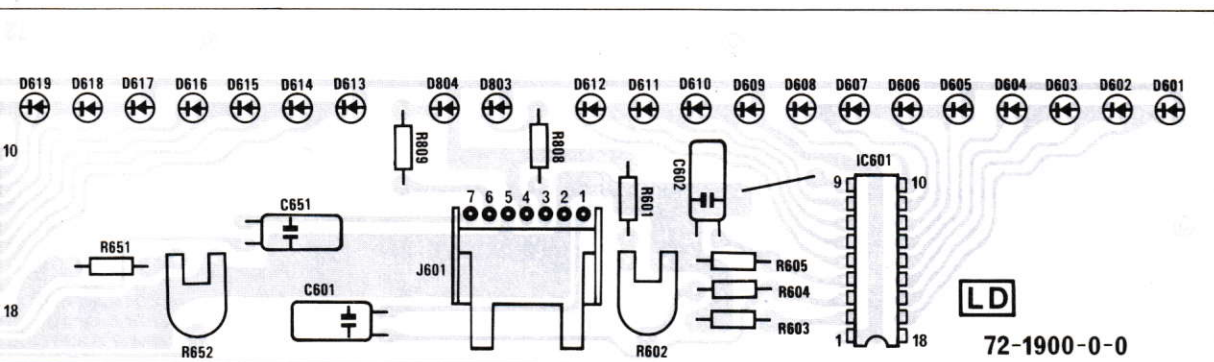 D619 D618 D617 D616 D615 D614 D613 D804 D803 D612 D611 D610 D609 D608 D607 D606 D605 D604 D603 D602 D601
10
R809
R808
C602
IC601
9
10
7 6 5 4 3 2 1
R601
C651
R651
J601
R605
C601
R604
LD
18
R603
1
18
R652
R602
72-1900-0-0